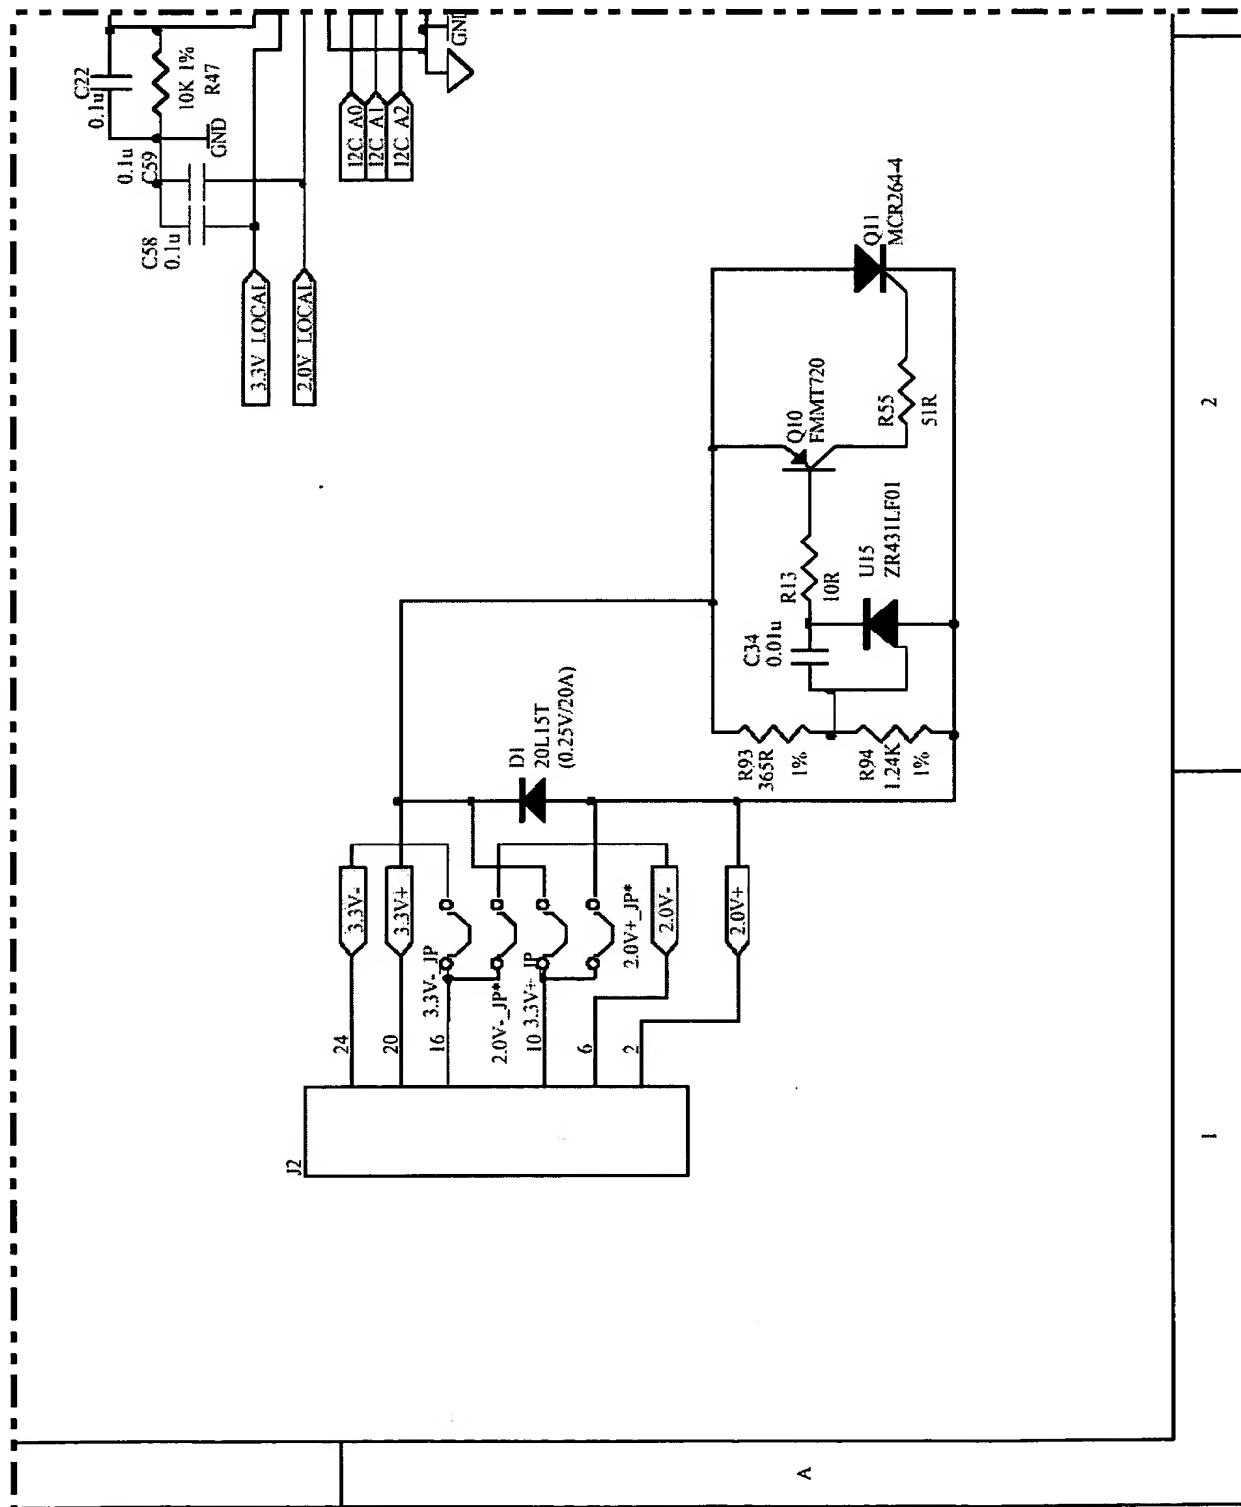 C22
0.1u
10K 1%
R47
GND
GND
0.1u
C59
C58
0.1u
3.3V LOCAL
2.0V LOCAL
I2C A0
I2C A1
I2C A2
Q11
MCR264-4
Q10
FMMT720
R55
51R
R13
10R
U15
ZR431LF01
C34
0.01u
R93
365R
1%
R94
1.24K
1%
D1
20L15T
(0.25V/20A)
3.3V-
3.3V+
3.3V-_JP
2.0V-_JP*
3.3V+_JP
2.0V+_JP*
2.0V-
2.0V+
24
20
16
10
6
2
J2
2
1
A